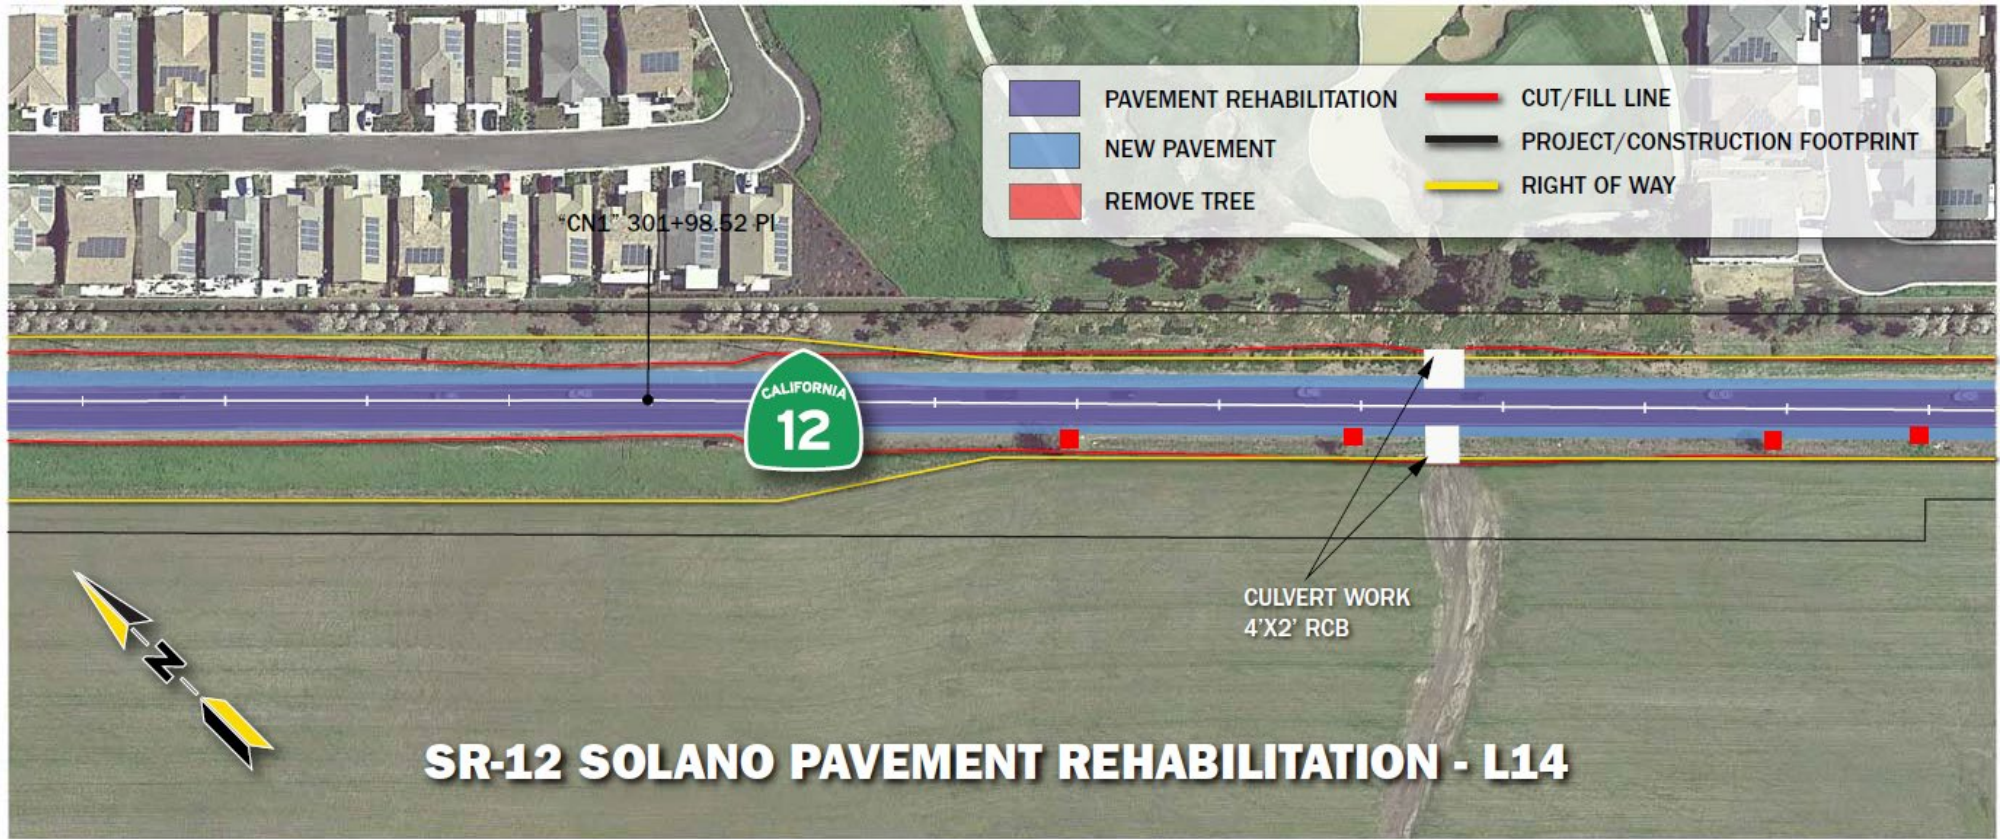 PAVEMENT REHABILITATION
NEW PAVEMENT
REMOVE TREE
CUT/FILL LINE
PROJECT/CONSTRUCTION FOOTPRINT
RIGHT OF WAY
"CN1" 301+98.52 PI
CALIFORNIA
12
CULVERT WORK
4'X2' RCB
N
SR-12 SOLANO PAVEMENT REHABILITATION - L14